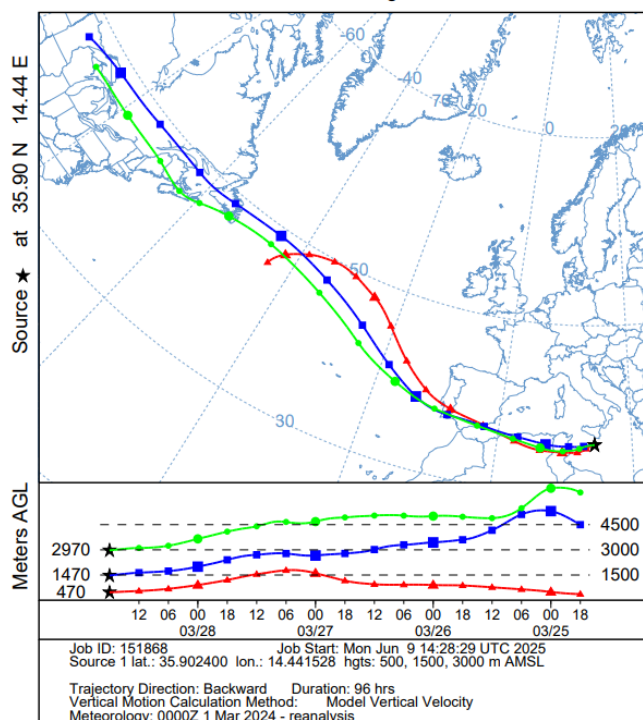 Source ★ at 35.90 N 14.44 E
-60
-40
-20
20
0
50
30
Meters AGL
2970
1470
470
4500
3000
1500
12 06 00 18 12 06 00 18 12 06 00 18 12 06 00 18
03/28 03/27 03/26 03/25
Job ID: 151868 Job Start: Mon Jun 9 14:28:29 UTC 2025
Source 1 lat.: 35.902400 lon.: 14.441528 hgts: 500, 1500, 3000 m AMSL
Trajectory Direction: Backward Duration: 96 hrs
Vertical Motion Calculation Method: Model Vertical Velocity
Meteorology: 0000Z 1 Mar 2024 - reanalysis